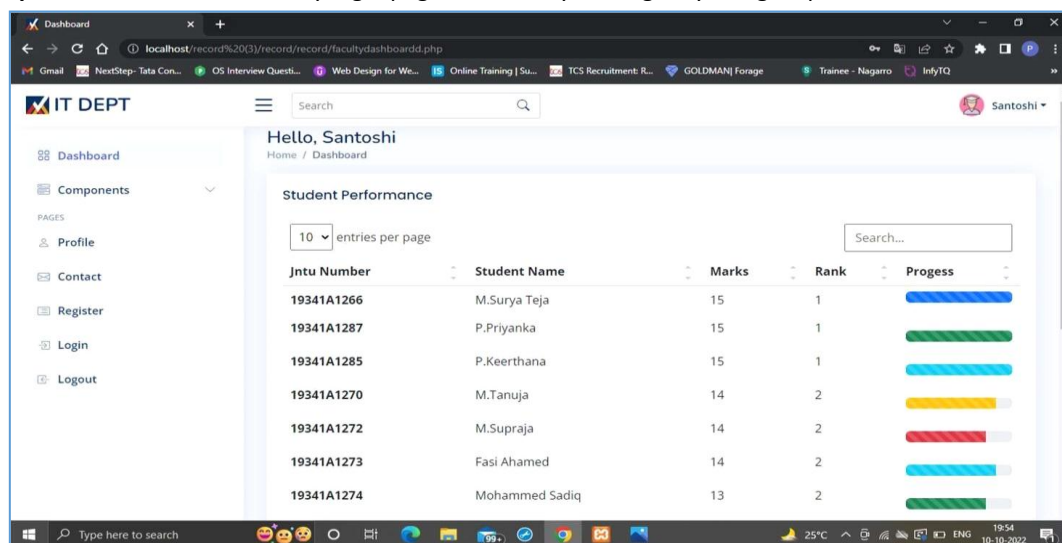 Dashboard
localhost/record%20(3)/record/record/facultydashboardd.php
Gmail NextStep- Tata Con... OS Interview Questi... Web Design for We... Online Training | Su... TCS Recruitment: R... GOLDMAN| Forage Trainee - Nagarro InfyTQ »
IT DEPT Search Santoshi
Hello, Santoshi
Home / Dashboard
Dashboard
Components
PAGES
Profile
Contact
Register
Login
Logout
Student Performance
10 entries per page Search...
Jntu Number Student Name Marks Rank Progess
19341A1266 M.Surya Teja 15 1
19341A1287 P.Priyanka 15 1
19341A1285 P.Keerthana 15 1
19341A1270 M.Tanuja 14 2
19341A1272 M.Supraja 14 2
19341A1273 Fasi Ahamed 14 2
19341A1274 Mohammed Sadiq 13 2
Type here to search 99+ 25°C ENG 19:54
10-10-2022